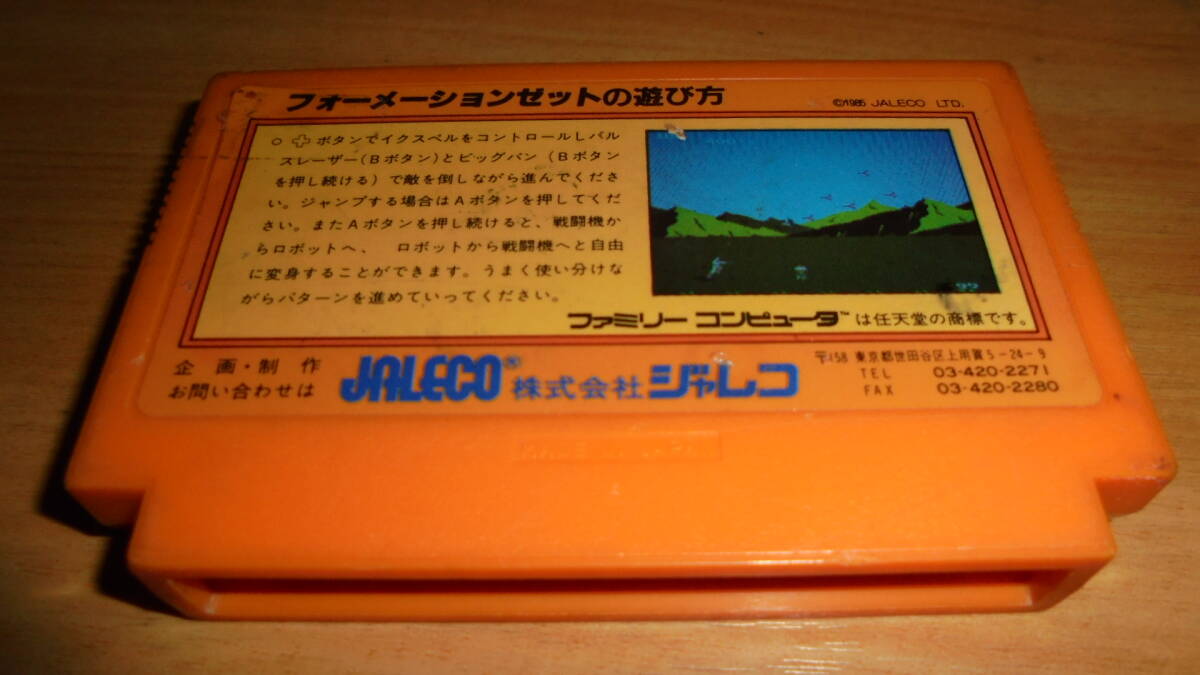 フォーメーションゼットの遊び方
©1985 JALECO LTD.
○ ボタンでイクスペルをコントロールしパル
スレーザー(Bボタン)とビッグバン(Bボタン
を押し続ける)で敵を倒しながら進んでくださ
い。ジャンプする場合はAボタンを押してくだ
さい。またAボタンを押し続けると、戦闘機か
らロボットへ、 ロボットから戦闘機へと自由
に変身することができます。うまく使い分けな
がらパターンを進めていってください。
ファミリー コンピュータ™ は任天堂の商標です。
企画・制作
お問い合わせは
JALECO® 株式会社 ジャレコ
〒158 東京都世田谷区上用賀5-24-9
TEL 03-420-2271
FAX 03-420-2280